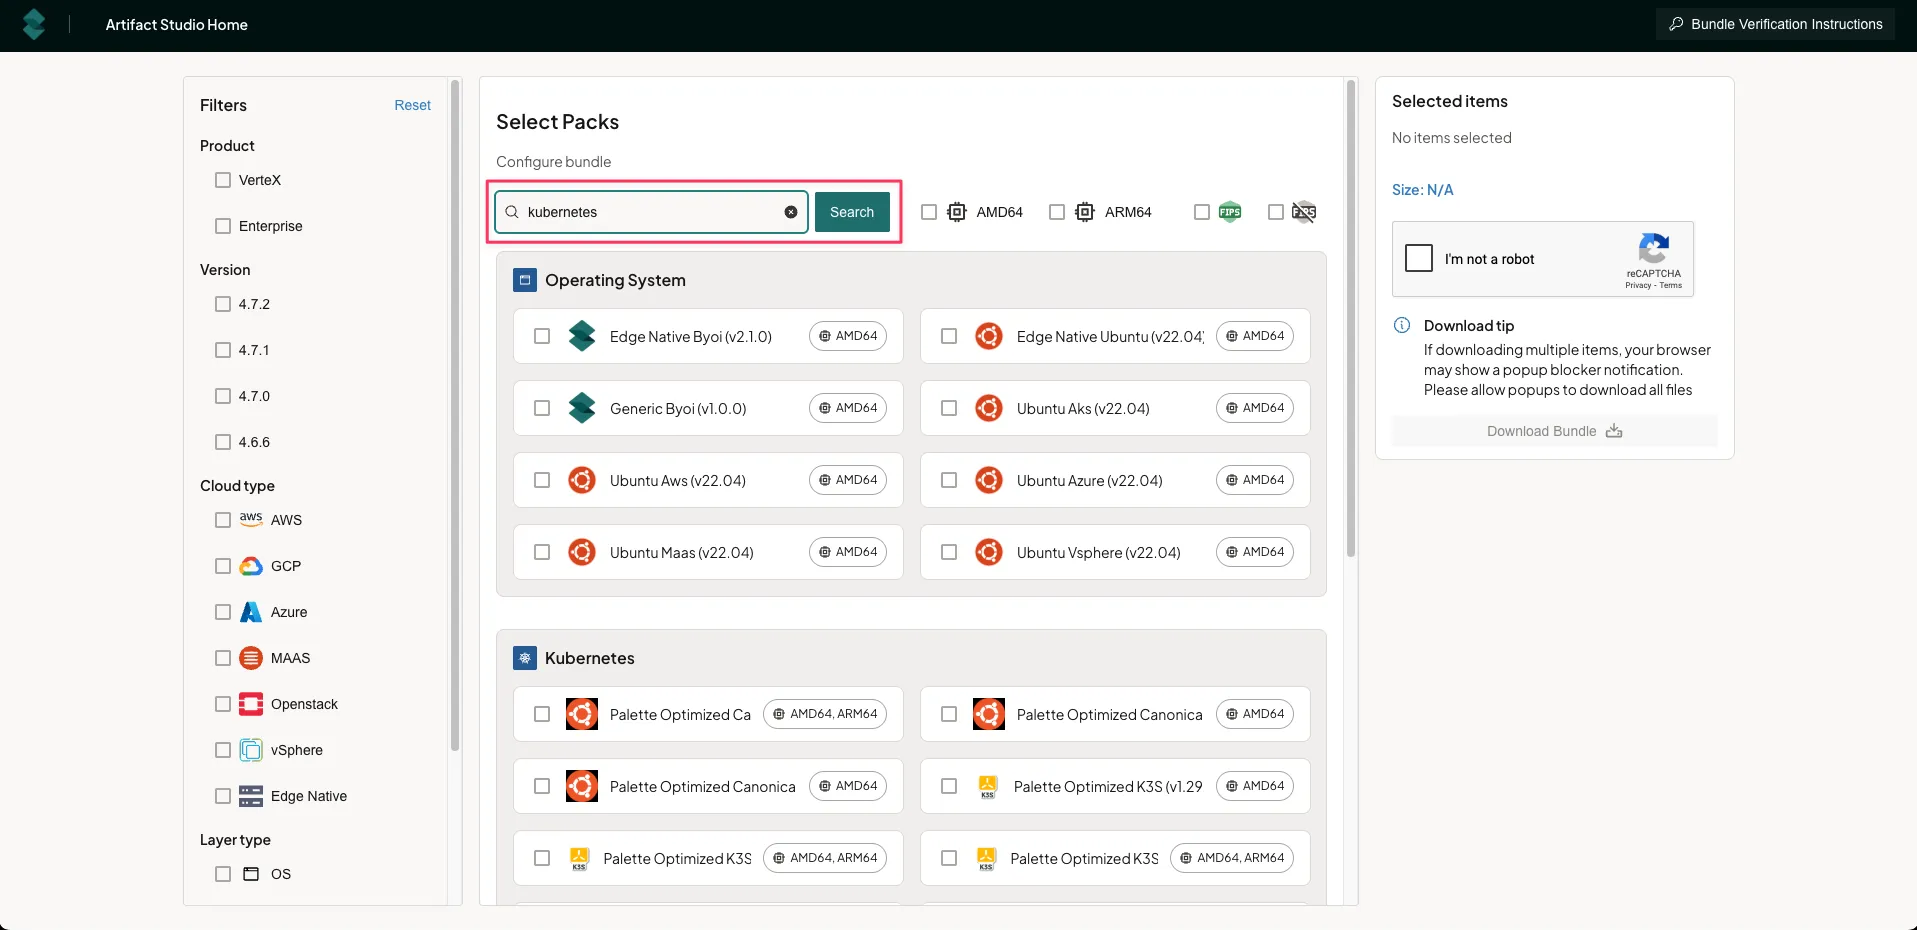 Artifact Studio Home
Bundle Verification Instructions
Filters
Reset
Product
VerteX
Enterprise
Version
4.7.2
4.7.1
4.7.0
4.6.6
Cloud type
aws AWS
GCP
Azure
MAAS
Openstack
vSphere
Edge Native
Layer type
OS
Select Packs
Configure bundle
kubernetes
Search
AMD64
ARM64
FIPS
FIPS
Operating System
Edge Native Byoi (v2.1.0) AMD64
Edge Native Ubuntu (v22.04) AMD64
Generic Byoi (v1.0.0) AMD64
Ubuntu Aks (v22.04) AMD64
Ubuntu Aws (v22.04) AMD64
Ubuntu Azure (v22.04) AMD64
Ubuntu Maas (v22.04) AMD64
Ubuntu Vsphere (v22.04) AMD64
Kubernetes
Palette Optimized Ca AMD64, ARM64
Palette Optimized Canonica AMD64
Palette Optimized Canonica AMD64
K3S Palette Optimized K3S (v1.29 AMD64
K3S Palette Optimized K3S AMD64, ARM64
K3S Palette Optimized K3S AMD64, ARM64
Selected items
No items selected
Size: N/A
I'm not a robot
reCAPTCHA
Privacy - Terms
Download tip
If downloading multiple items, your browser
may show a popup blocker notification.
Please allow popups to download all files
Download Bundle